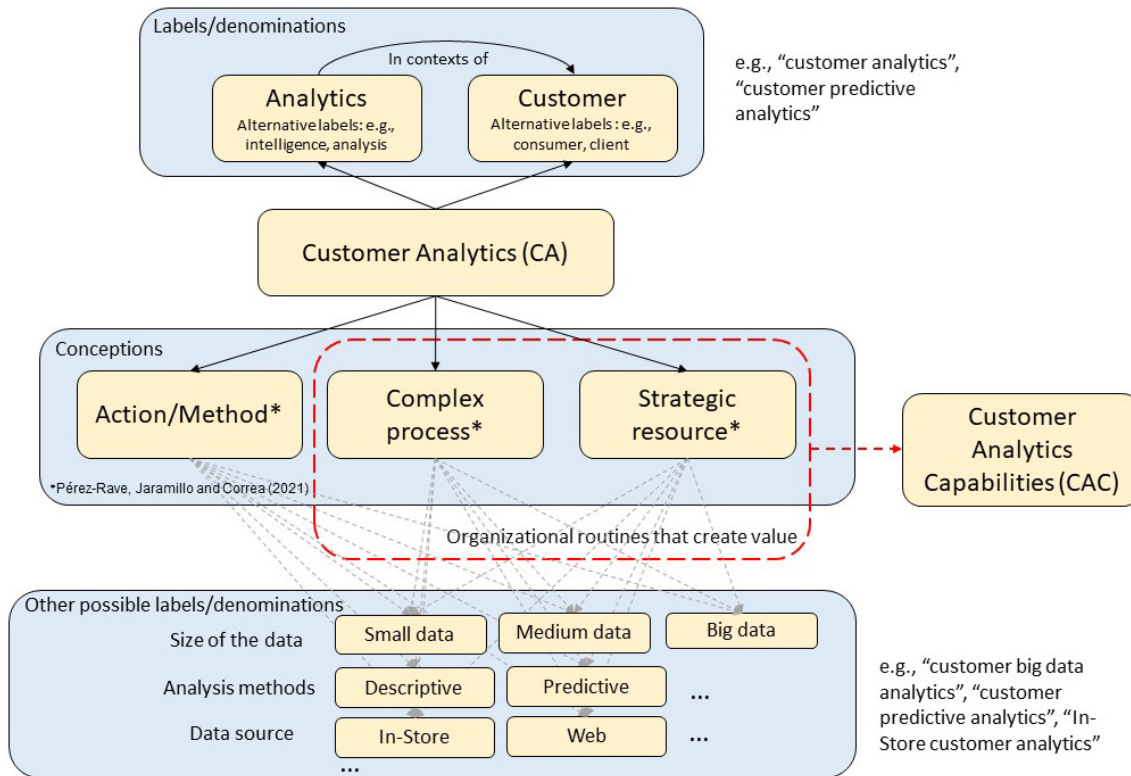 Labels/denominations
In contexts of
Analytics
Alternative labels: e.g.,
intelligence, analysis
Customer
Alternative labels : e.g.,
consumer, client
e.g., “customer analytics”,
“customer predictive
analytics”
Customer Analytics (CA)
Conceptions
Action/Method*
Complex
process*
Strategic
resource*
Customer
Analytics
Capabilities (CAC)
*Pérez-Rave, Jaramillo and Correa (2021)
Organizational routines that create value
Other possible labels/denominations
Size of the data
Small data
Medium data
Big data
Analysis methods
Descriptive
Predictive
...
Data source
In-Store
Web
...
...
e.g., “customer big data
analytics”, “customer
predictive analytics”, “In-
Store customer analytics”